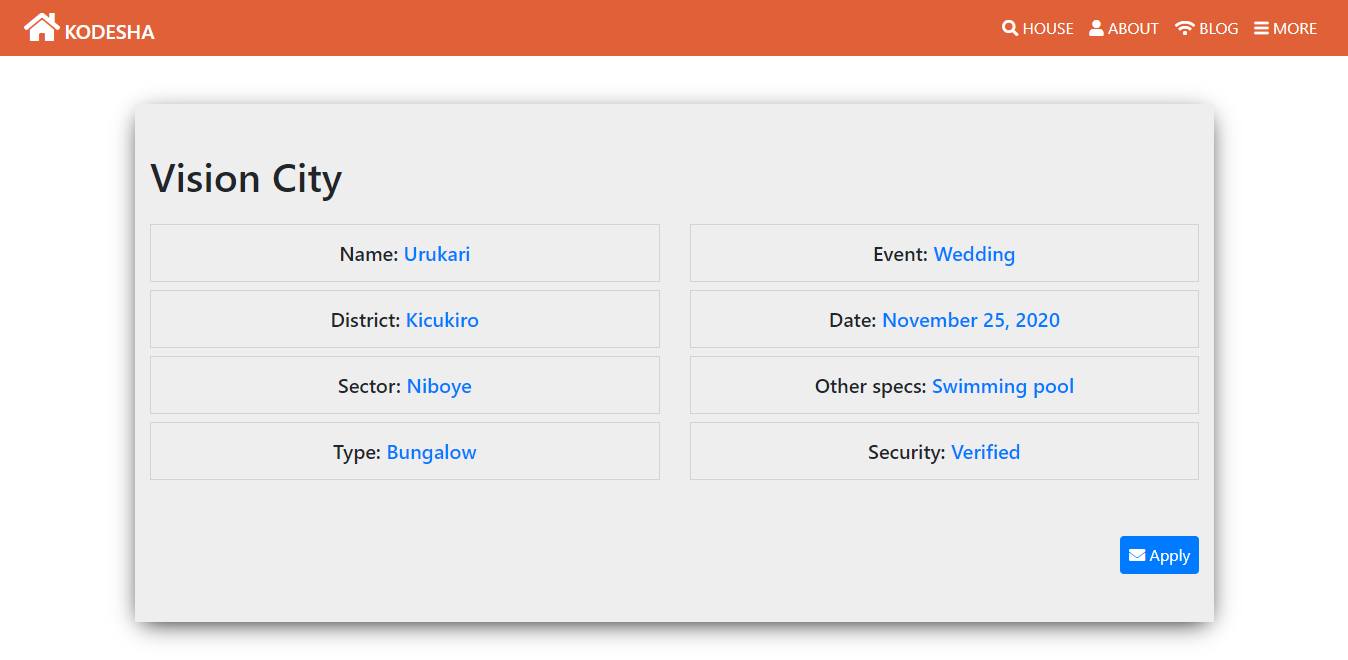 KODESHA
HOUSE ABOUT BLOG MORE
Vision City
Name: Urukari
Event: Wedding
District: Kicukiro
Date: November 25, 2020
Sector: Niboye
Other specs: Swimming pool
Type: Bungalow
Security: Verified
Apply